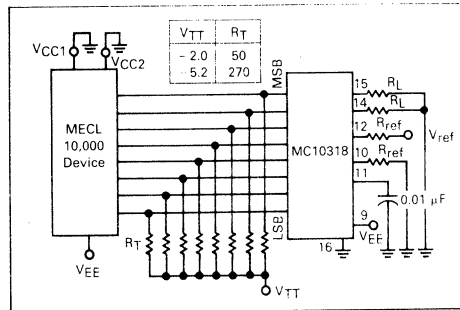 VTT RT
- 2.0 50
- 5.2 270
VCC1
VCC2
MECL
10,000
Device
VEE
MSB
LSB
MC10318
15 RL
14 RL
12 Rref
Vref
10 Rref
11
0.01 μF
9
VEE
16
RT
VTT